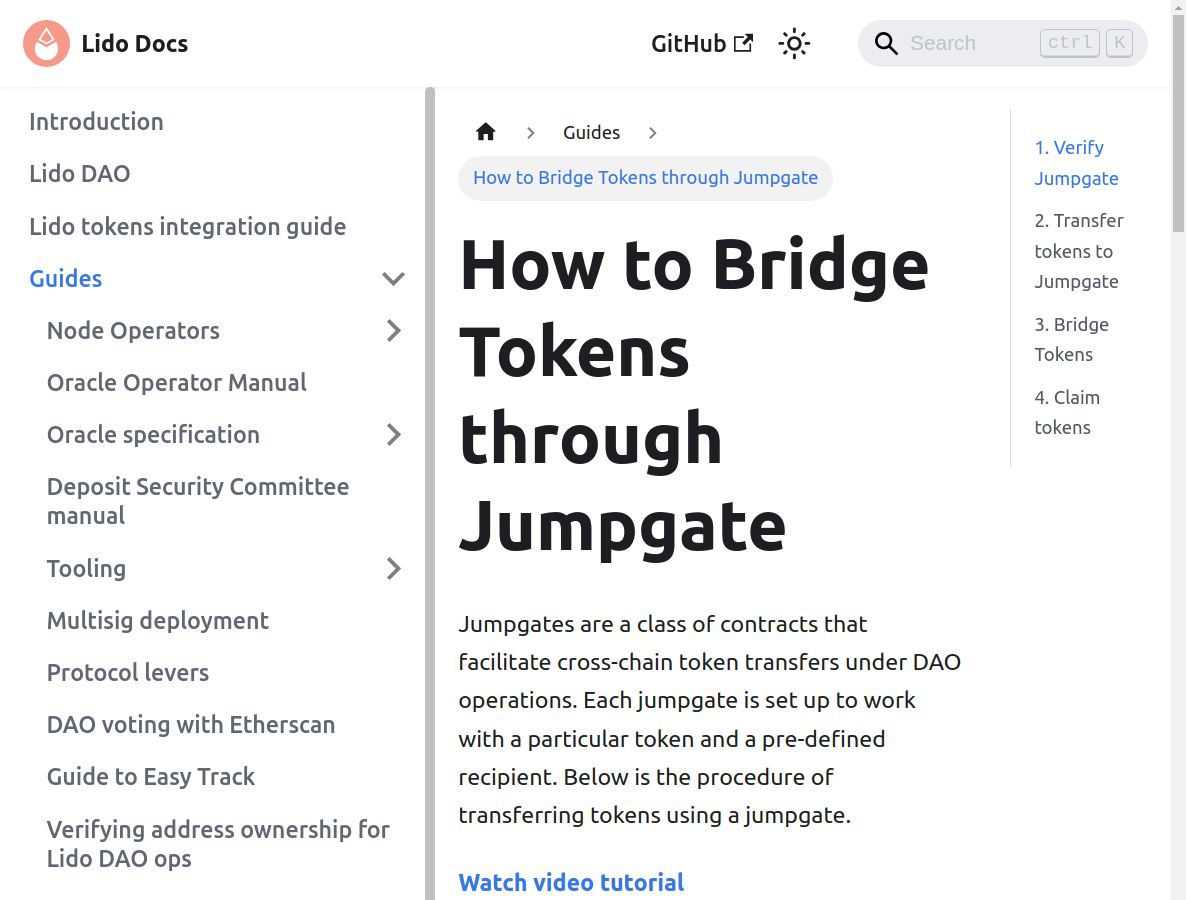 Lido Docs
GitHub
Search
ctrl K
Introduction
Lido DAO
Lido tokens integration guide
Guides
Node Operators
Oracle Operator Manual
Oracle specification
Deposit Security Committee
manual
Tooling
Multisig deployment
Protocol levers
DAO voting with Etherscan
Guide to Easy Track
Verifying address ownership for
Lido DAO ops
Guides
How to Bridge Tokens through Jumpgate
How to Bridge
Tokens
through
Jumpgate
Jumpgates are a class of contracts that
facilitate cross-chain token transfers under DAO
operations. Each jumpgate is set up to work
with a particular token and a pre-defined
recipient. Below is the procedure of
transferring tokens using a jumpgate.
Watch video tutorial
1. Verify
Jumpgate
2. Transfer
tokens to
Jumpgate
3. Bridge
Tokens
4. Claim
tokens